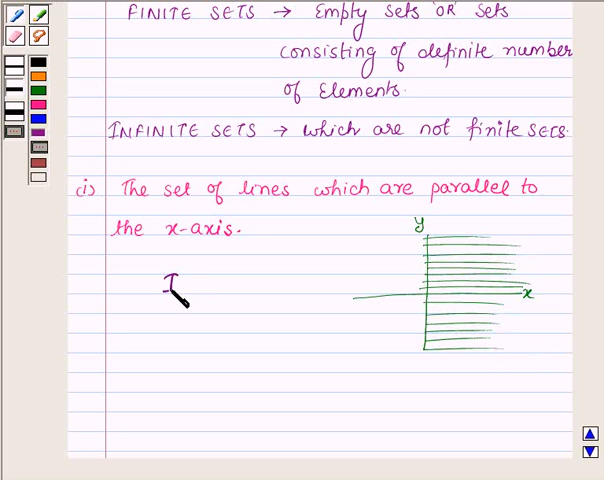 FINITE SETS → Empty sets OR sets
consisting of definite number
of Elements.
INFINITE SETS → which are not finite sets.
(i) The set of lines which are parallel to
the x-axis.
y
I
x